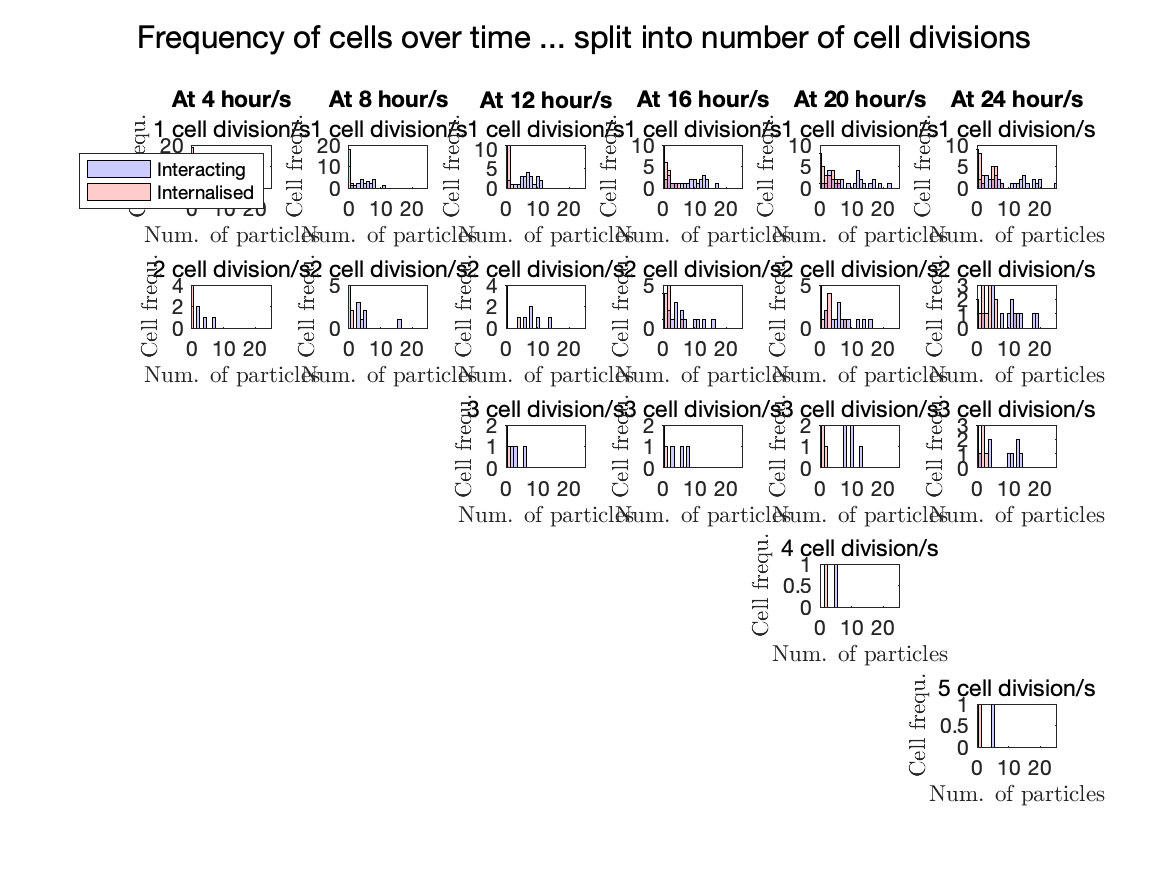 Frequency of cells over time ... split into number of cell divisions
At 4 hour/s At 8 hour/s At 12 hour/s At 16 hour/s At 20 hour/s At 24 hour/s
1 cell division/s 1 cell division/s 1 cell division/s 1 cell division/s 1 cell division/s 1 cell division/s
Interacting
Internalised
20 20 10 10 10 10
10 5 5 5 5
0 0 0 0 0
10 20 0 10 20 0 10 20 0 10 20 0 10 20 0 10 20
Cell frequ. Cell frequ. Cell frequ. Cell frequ. Cell frequ.
Num. of particles Num. of particles Num. of particles Num. of particles Num. of particles Num. of particles
2 cell division/s 2 cell division/s 2 cell division/s 2 cell division/s 2 cell division/s 2 cell division/s
4 5 4 5 5 3
2 2 2
1
0 0 0 0 0 0
0 10 20 0 10 20 0 10 20 0 10 20 0 10 20 0 10 20
Cell frequ. Cell frequ. Cell frequ. Cell frequ. Cell frequ. Cell frequ.
Num. of particles Num. of particles Num. of particles Num. of particles Num. of particles Num. of particles
3 cell division/s 3 cell division/s 3 cell division/s 3 cell division/s
2 2 2 3
2
1 1 1 1
0 0 0 0
0 10 20 0 10 20 0 10 20 0 10 20
Cell frequ. Cell frequ. Cell frequ. Cell frequ.
Num. of particles Num. of particles Num. of particles Num. of particles
4 cell division/s
1
0.5
0
0 10 20
Cell frequ.
Num. of particles
5 cell division/s
1
0.5
0
0 10 20
Cell frequ.
Num. of particles